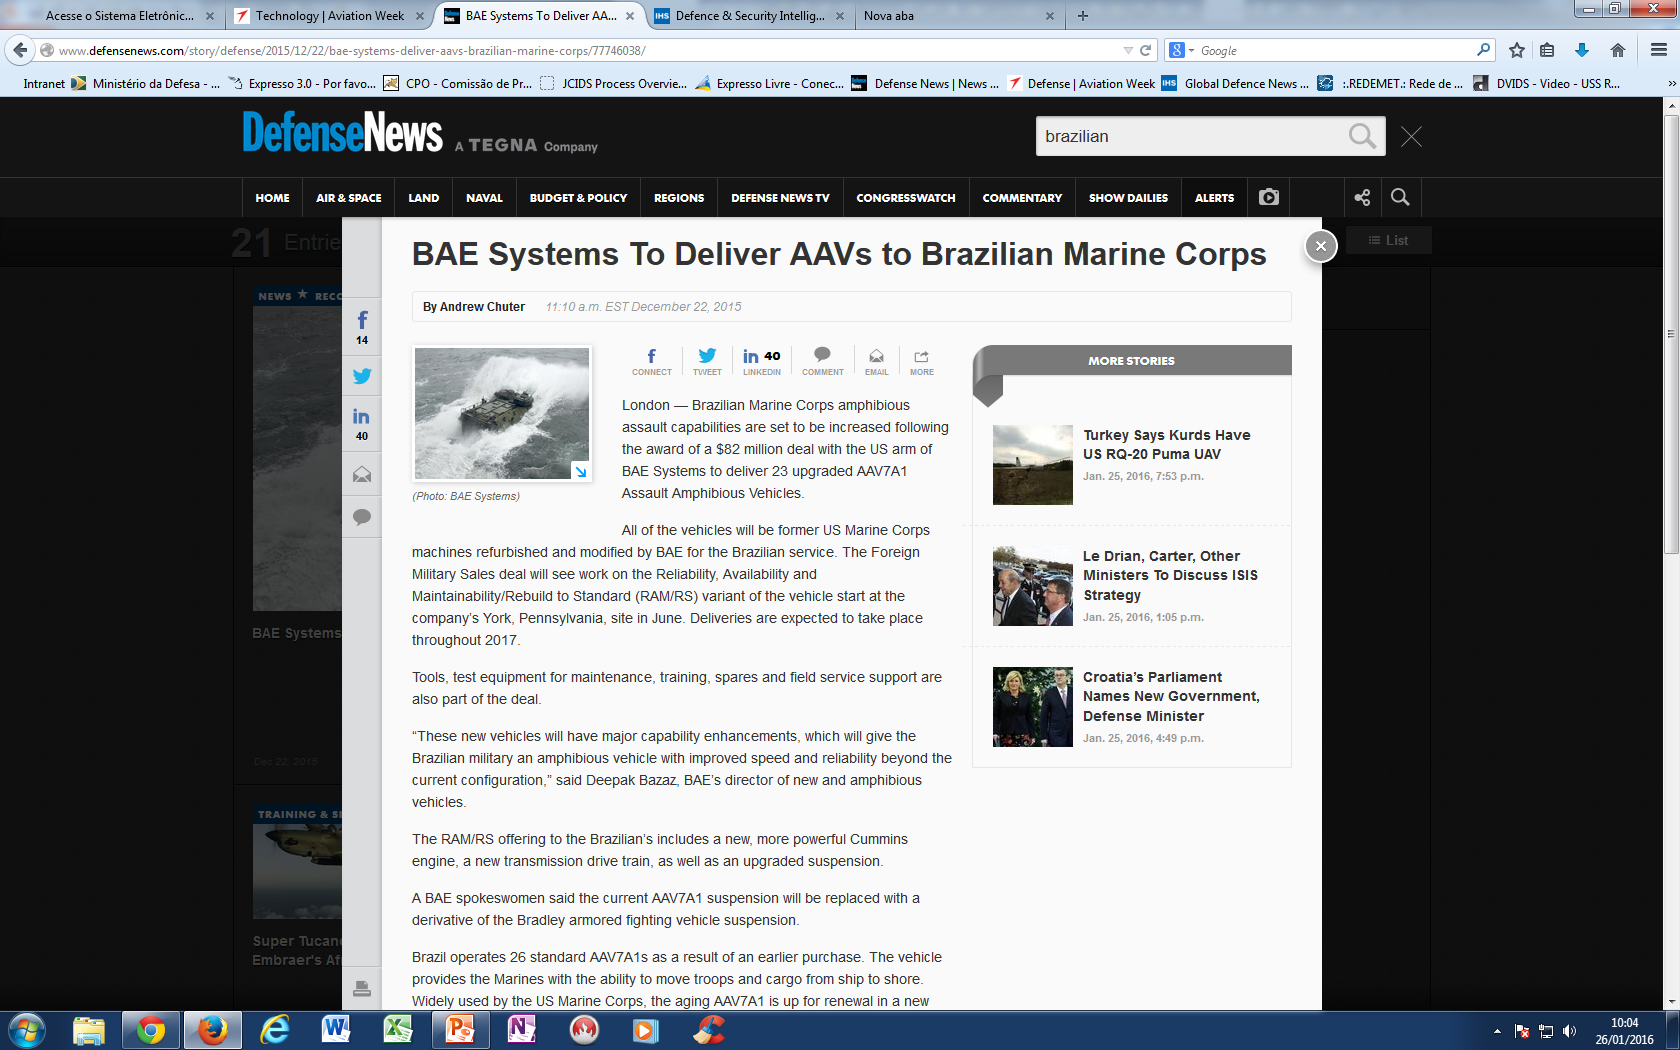 Acesse o Sistema Eletrônic...
Technology | Aviation Week
BAE Systems To Deliver AA...
IHS Defence & Security Intellig...
Nova aba
www.defensenews.com/story/defense/2015/12/22/bae-systems-deliver-aavs-brazilian-marine-corps/77746038/
Google
Intranet
Ministério da Defesa - ...
Expresso 3.0 - Por favo...
CPO - Comissão de Pr...
JCIDS Process Overvie...
Expresso Livre - Conec...
Defense News | News ...
Defense | Aviation Week
IHS Global Defence News ...
:.REDEMET.: Rede de ...
DVIDS - Video - USS R...
DefenseNews A TEGNA Company
brazilian
HOME AIR & SPACE LAND NAVAL BUDGET & POLICY REGIONS DEFENSE NEWS TV CONGRESSWATCH COMMENTARY SHOW DAILIES ALERTS
21 Entrie
List
NEWS ★ RECO
BAE Systems
Dec 22, 2015
TRAINING & S
Super Tucan
Embraer's Af
14
40
BAE Systems To Deliver AAVs to Brazilian Marine Corps
By Andrew Chuter 11:10 a.m. EST December 22, 2015
(Photo: BAE Systems)
CONNECT TWEET in 40 LINKEDIN COMMENT EMAIL MORE
London — Brazilian Marine Corps amphibious
assault capabilities are set to be increased following
the award of a $82 million deal with the US arm of
BAE Systems to deliver 23 upgraded AAV7A1
Assault Amphibious Vehicles.
All of the vehicles will be former US Marine Corps
machines refurbished and modified by BAE for the Brazilian service. The Foreign
Military Sales deal will see work on the Reliability, Availability and
Maintainability/Rebuild to Standard (RAM/RS) variant of the vehicle start at the
company's York, Pennsylvania, site in June. Deliveries are expected to take place
throughout 2017.
Tools, test equipment for maintenance, training, spares and field service support are
also part of the deal.
“These new vehicles will have major capability enhancements, which will give the
Brazilian military an amphibious vehicle with improved speed and reliability beyond the
current configuration,” said Deepak Bazaz, BAE’s director of new and amphibious
vehicles.
The RAM/RS offering to the Brazilian’s includes a new, more powerful Cummins
engine, a new transmission drive train, as well as an upgraded suspension.
A BAE spokeswomen said the current AAV7A1 suspension will be replaced with a
derivative of the Bradley armored fighting vehicle suspension.
Brazil operates 26 standard AAV7A1s as a result of an earlier purchase. The vehicle
provides the Marines with the ability to move troops and cargo from ship to shore.
Widely used by the US Marine Corps, the aging AAV7A1 is up for renewal in a new
MORE STORIES
Turkey Says Kurds Have
US RQ-20 Puma UAV
Jan. 25, 2016, 7:53 p.m.
Le Drian, Carter, Other
Ministers To Discuss ISIS
Strategy
Jan. 25, 2016, 1:05 p.m.
Croatia’s Parliament
Names New Government,
Defense Minister
Jan. 25, 2016, 4:49 p.m.
10:04
26/01/2016